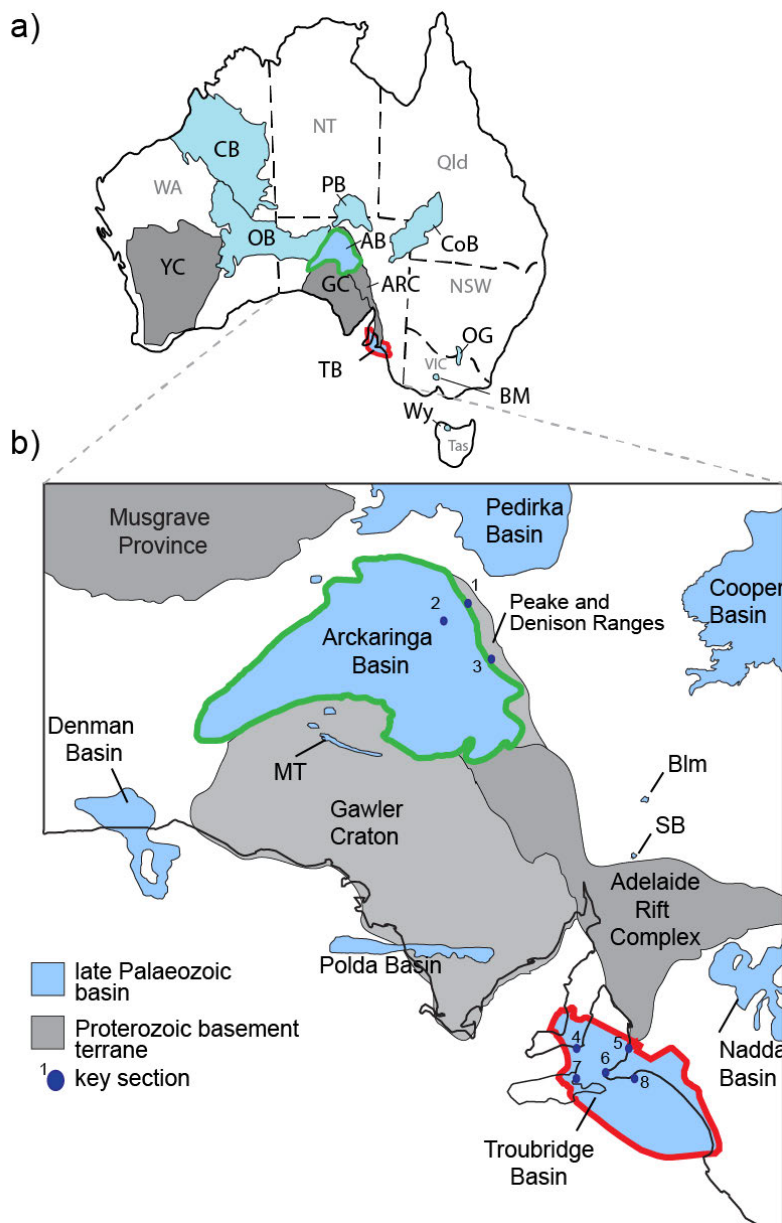 a)
NT
CB
Qld
WA
PB
OB
AB
CoB
YC
NSW
GC
ARC
OG
TB
VIC
BM
Wy
Tas
b)
Musgrave
Province
Pedirka
Basin
Cooper
Basin
1
2
Peake and
Denison Ranges
Arckaringa
Basin
3
Denman
Basin
MT
Blm
Gawler
Craton
SB
Adelaide
Rift
Complex
late Palaeozoic
basin
Polda Basin
Proterozoic basement
terrane
1 key section
4
5
6
7
8
Nadda
Basin
Troubridge
Basin